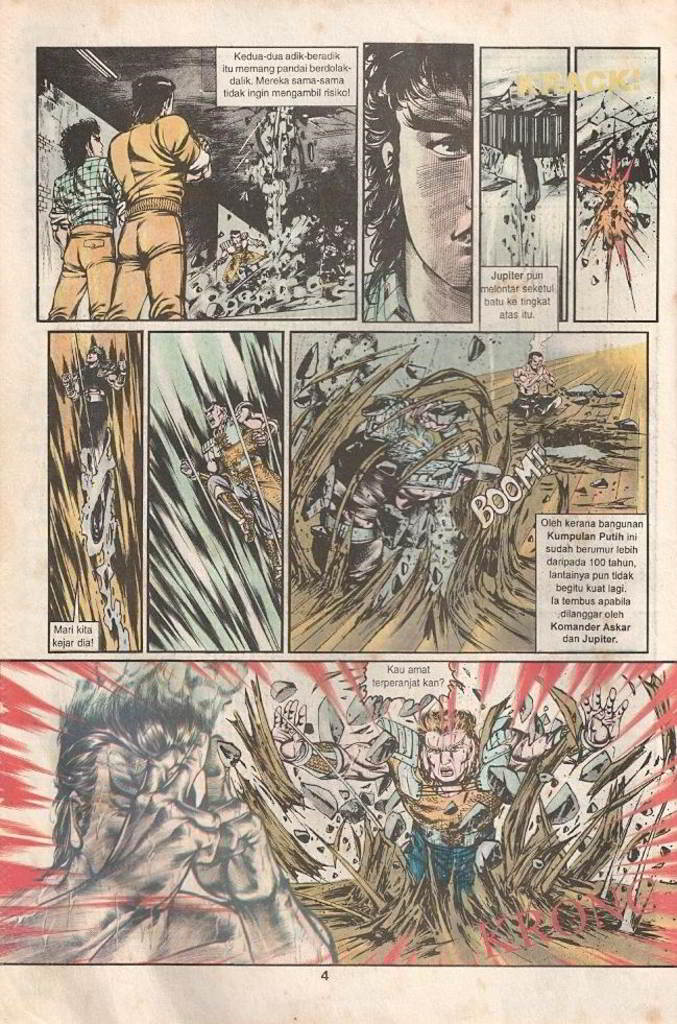 Kedua-dua adik-beradik
itu memang pandai berdolak-
dalik. Mereka sama-sama
tidak ingin mengambil risiko!
KRACK!
Jupiter pun
melontar seketul
batu ke tingkat
atas itu.
Mari kita
kejar dia!
BOOM!!
Oleh kerana bangunan
Kumpulan Putih ini
sudah berumur lebih
daripada 100 tahun,
lantainya pun tidak
begitu kuat lagi.
Ia tembus apabila
dilanggar oleh
Komander Askar
dan Jupiter.
Kau amat
terperanjat kan?
4